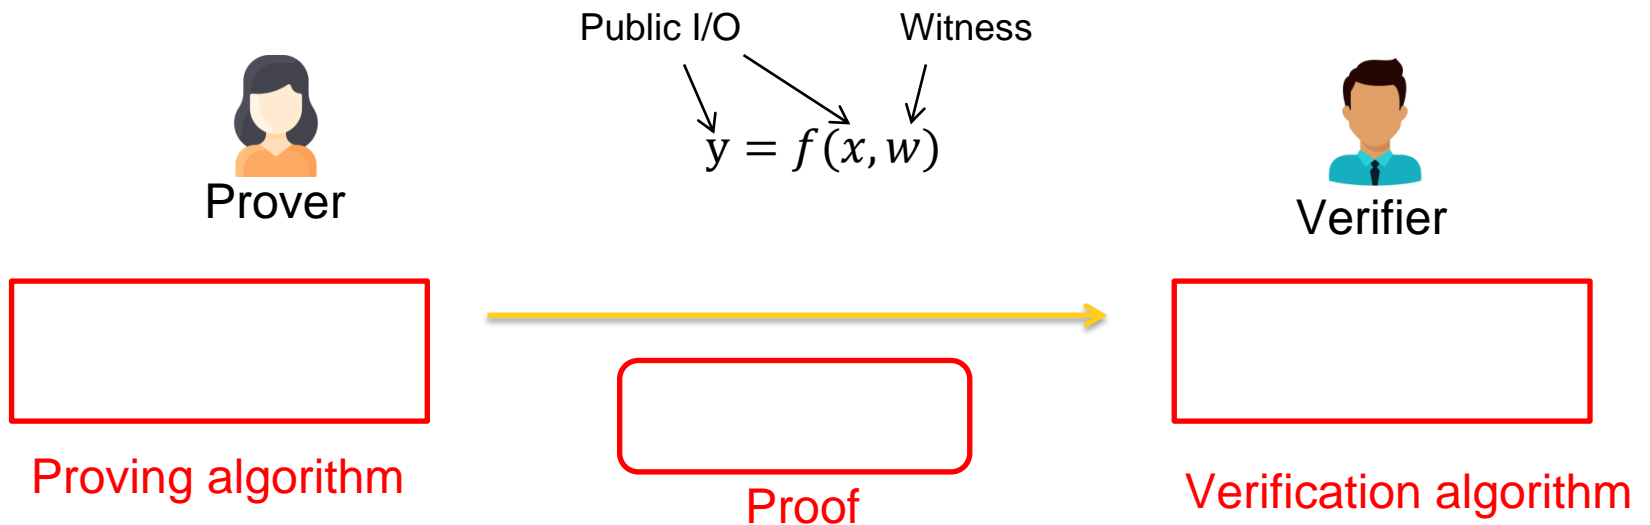 Public I/O
Witness
y = f(x, w)
Prover
Verifier
Proving algorithm
Proof
Verification algorithm